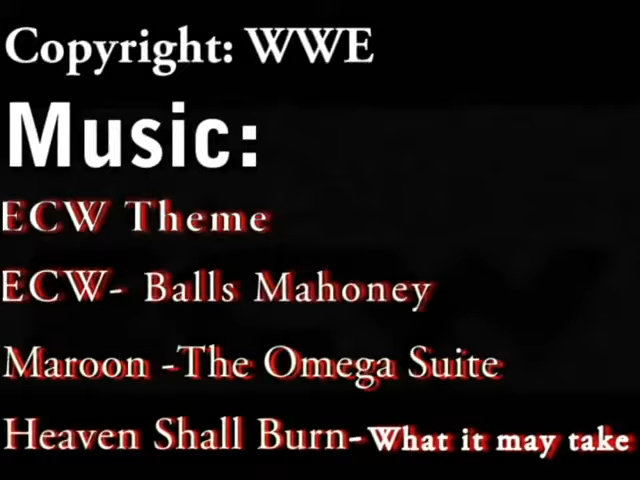 Copyright: WWE
Music:
ECW Theme
ECW- Balls Mahoney
Maroon -The Omega Suite
Heaven Shall Burn-What it may take